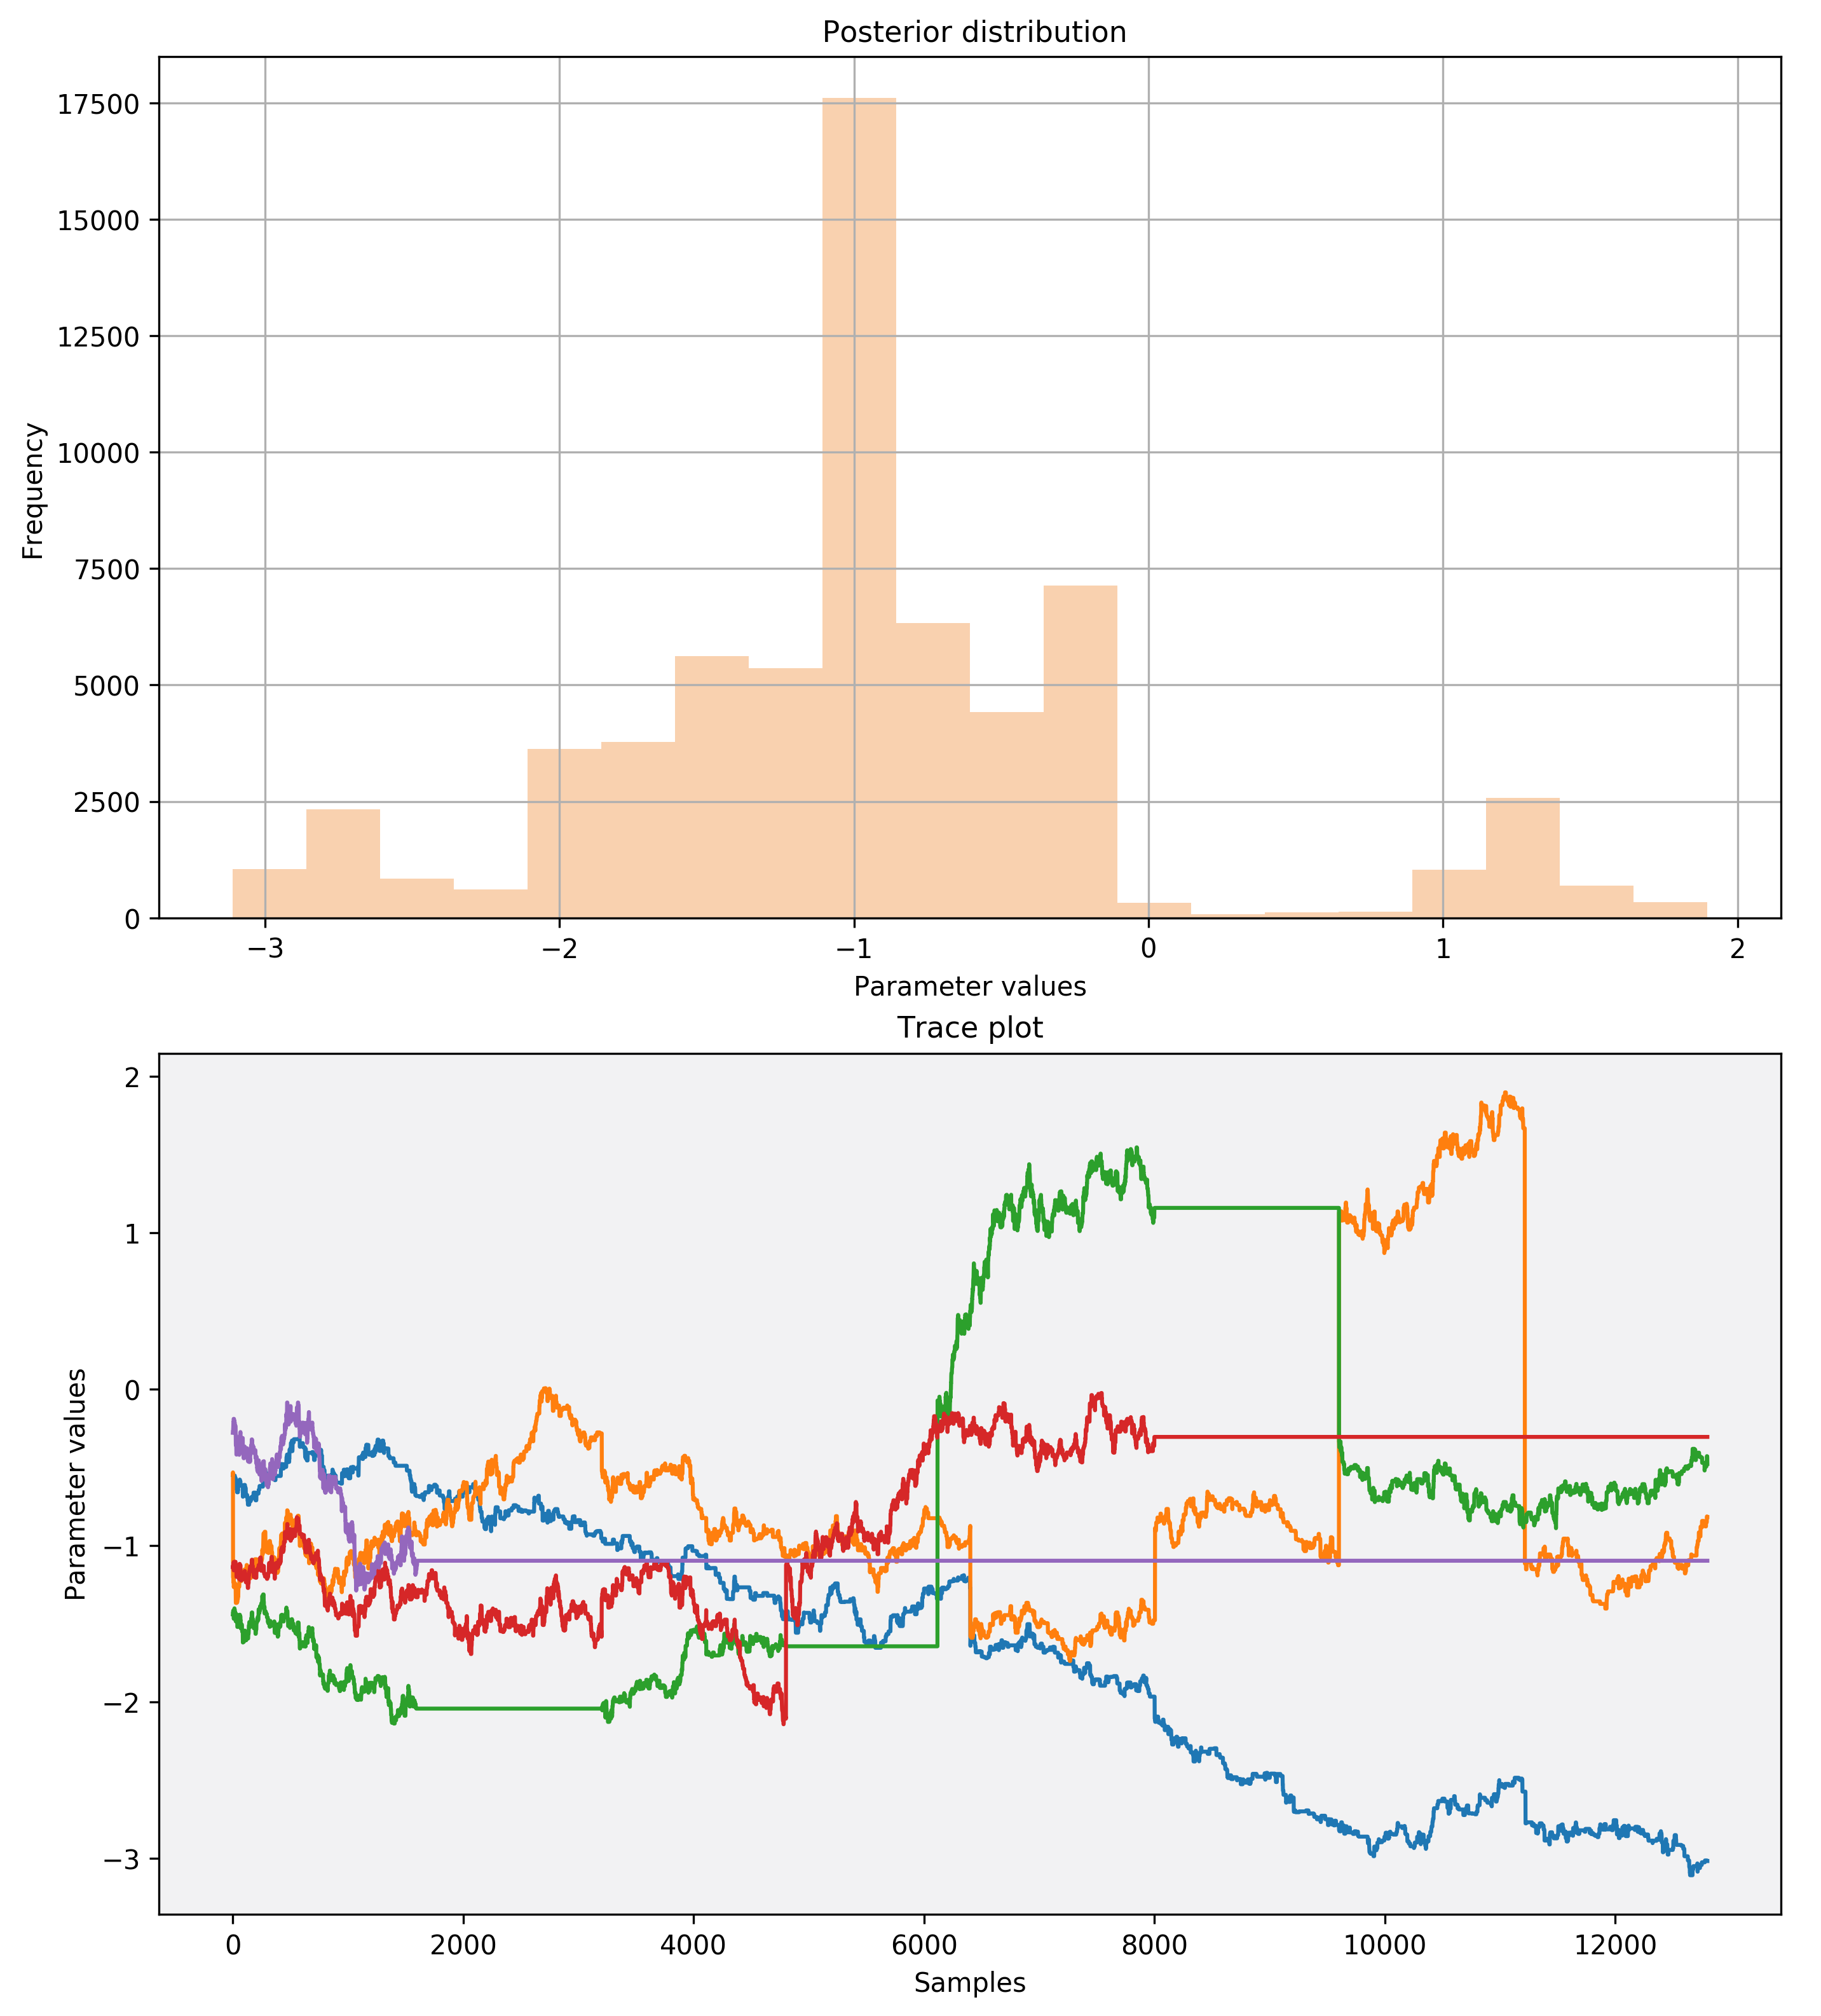 Posterior distribution
17500
15000
12500
10000
7500
5000
2500
0
Frequency
−3 −2 −1 0 1 2
Parameter values
Trace plot
2
1
0
−1
−2
−3
Parameter values
0 2000 4000 6000 8000 10000 12000
Samples